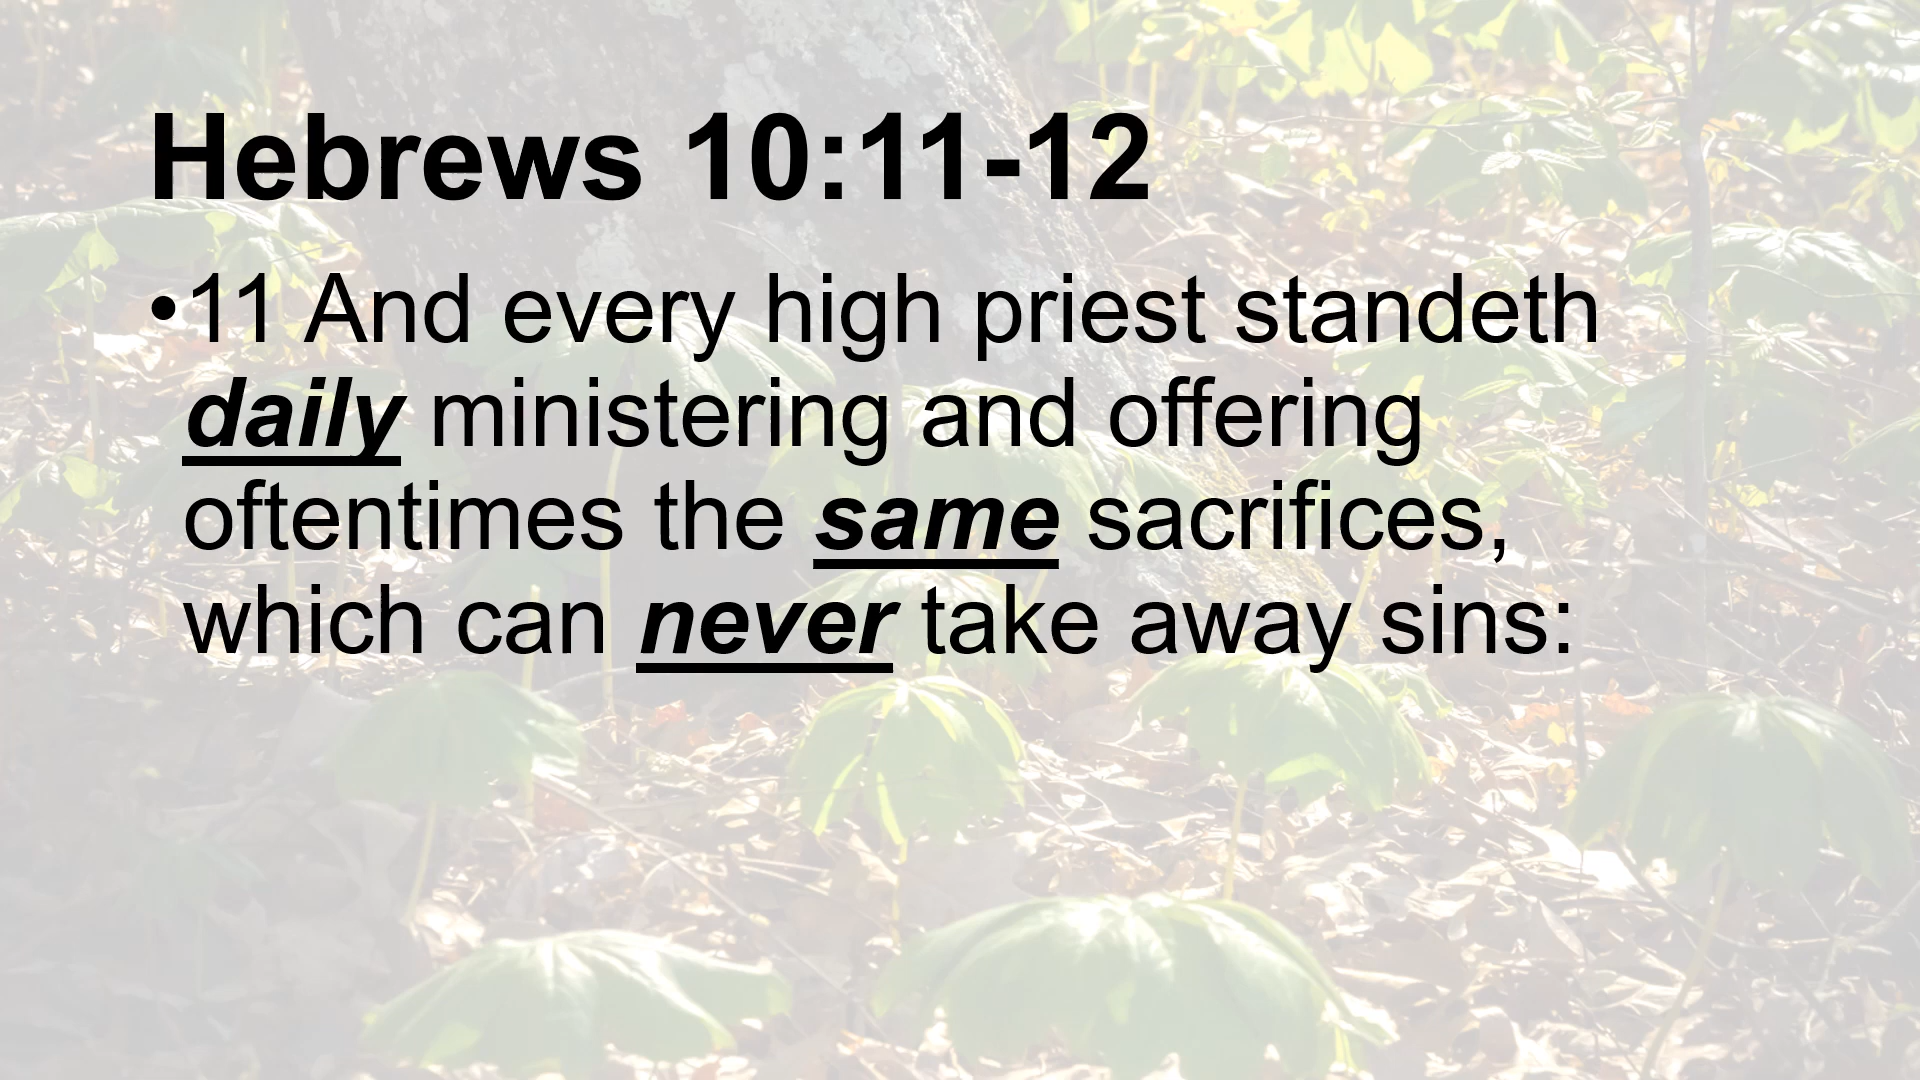 Hebrews 10:11-12
•11 And every high priest standeth
daily ministering and offering
oftentimes the same sacrifices,
which can never take away sins: